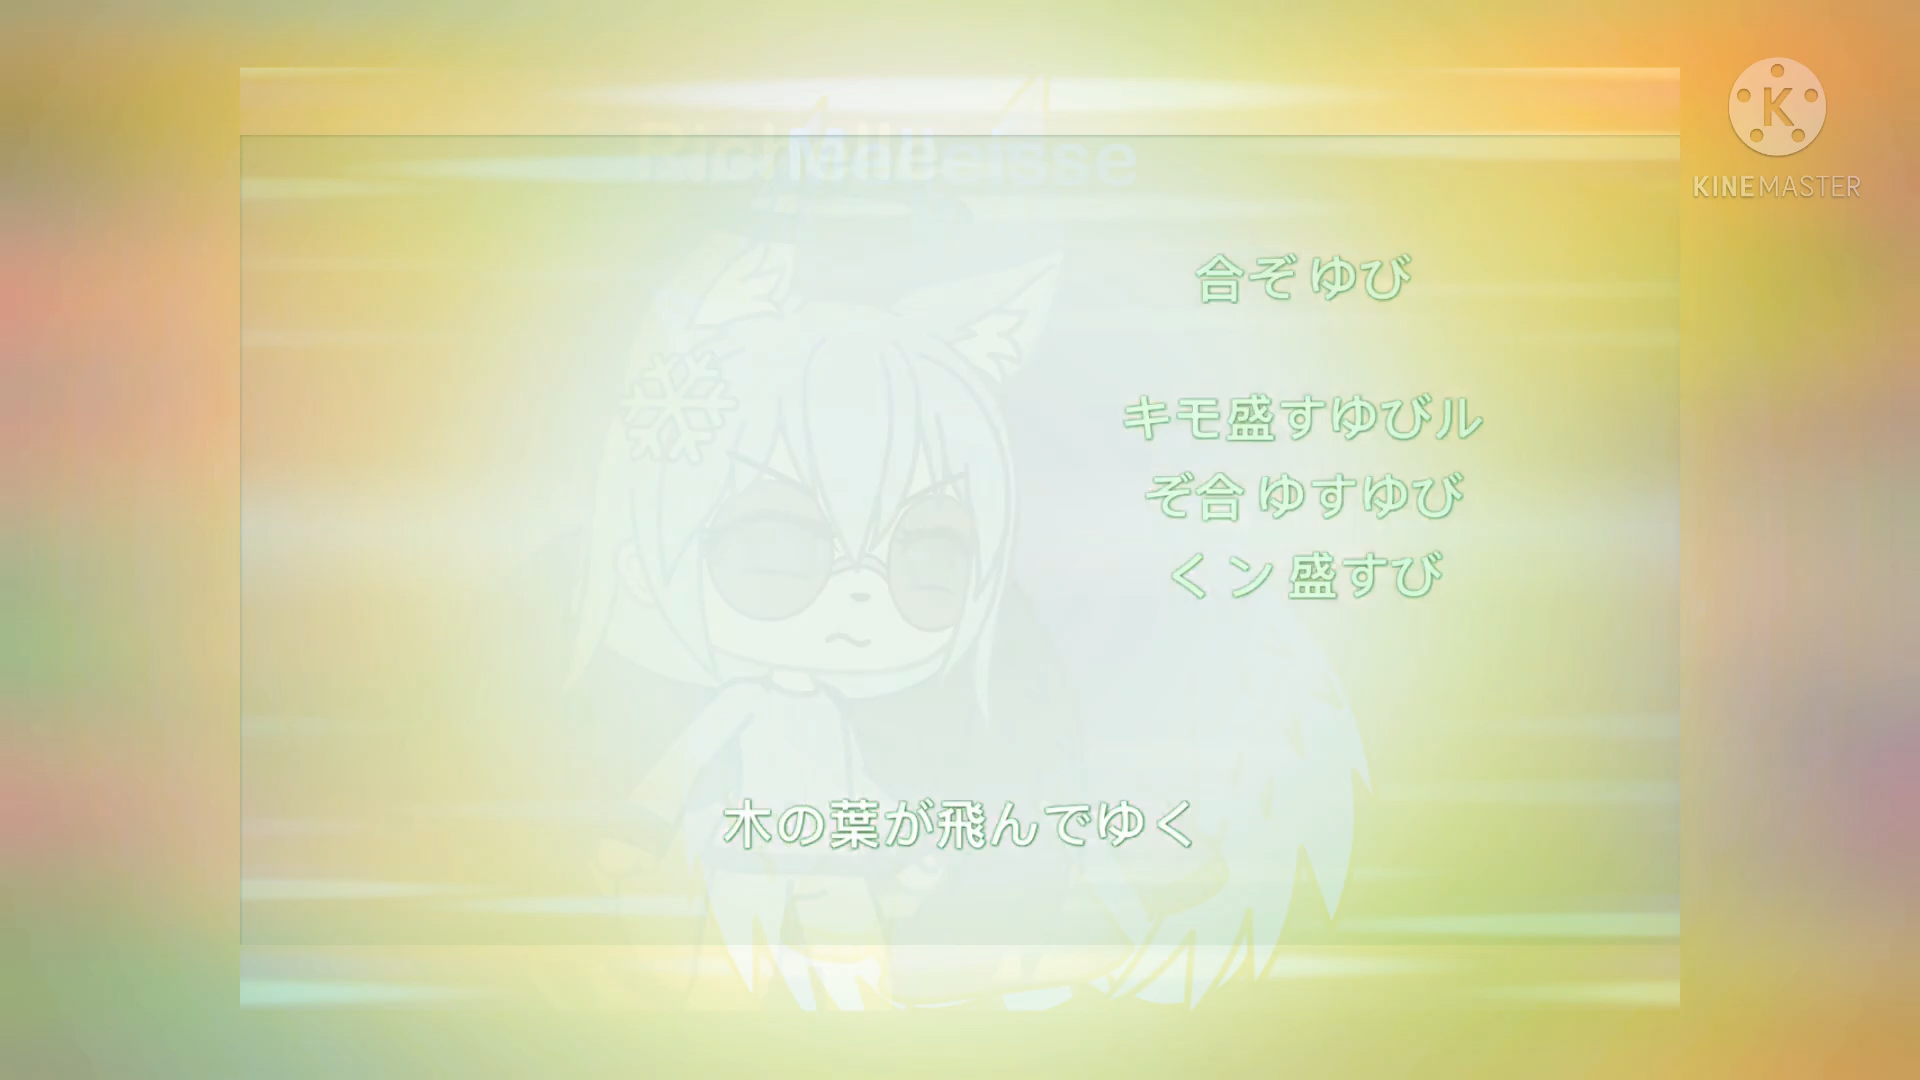 KINEMASTER
合ぞ ゆび
キモ盛すゆびル
ぞ合 ゆすゆび
くン 盛すび
木の葉が飛んでゆく